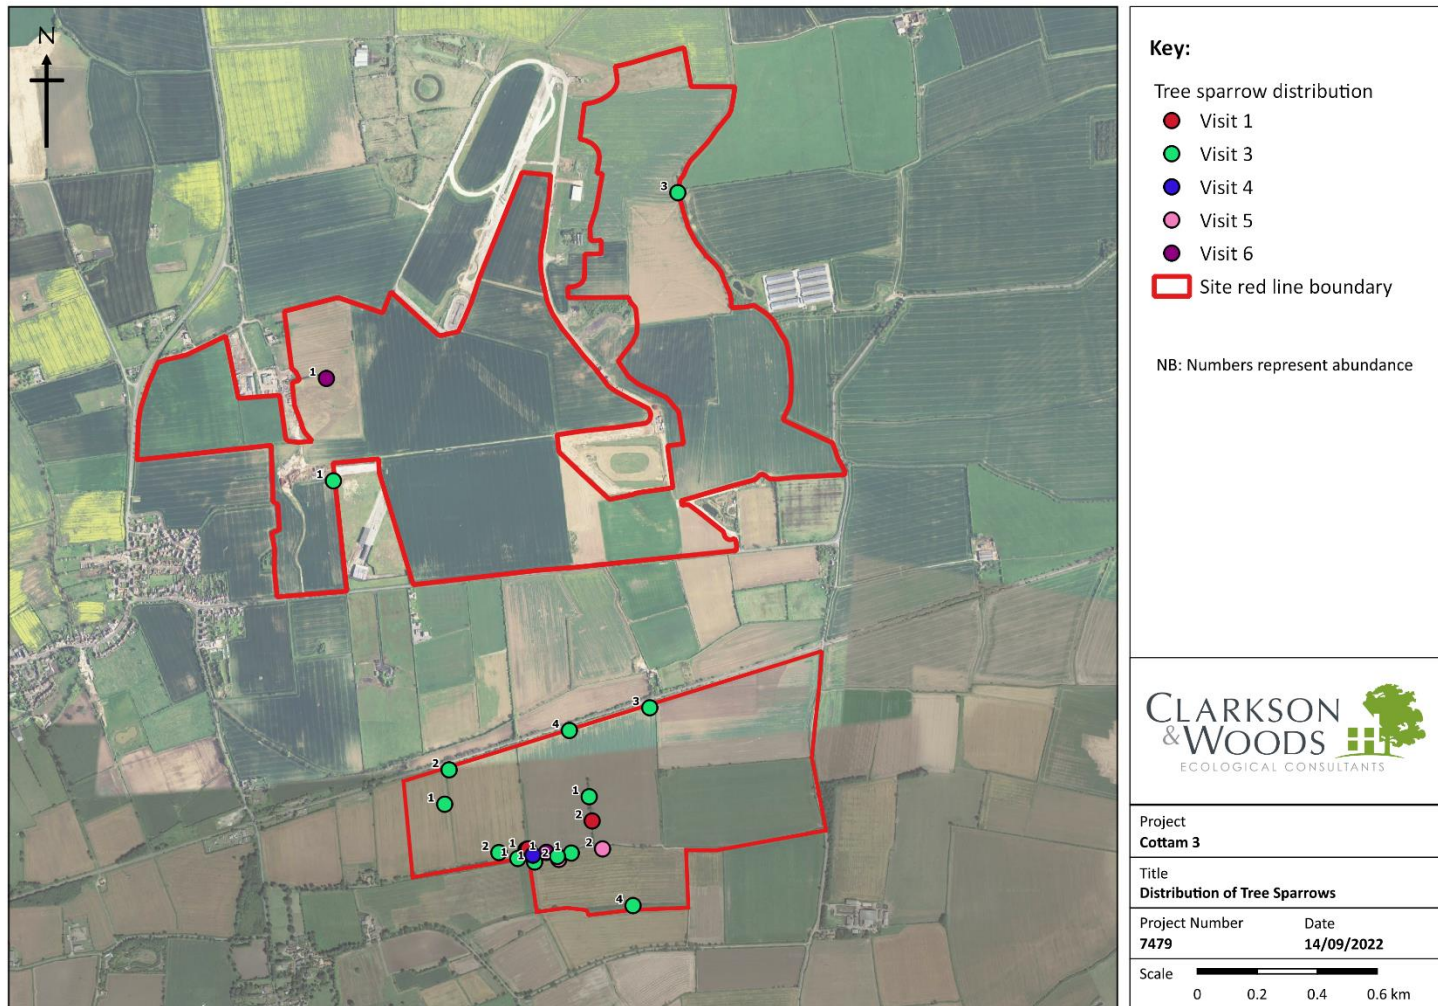 N
3
1
1
3
4
2
1
1
2
2
2
1
1
1
1
2
4
Key:
Tree sparrow distribution
Visit 1
Visit 3
Visit 4
Visit 5
Visit 6
Site red line boundary
NB: Numbers represent abundance
CLARKSON
& WOODS
ECOLOGICAL CONSULTANTS
Project
Cottam 3
Title
Distribution of Tree Sparrows
Project Number
7479
Date
14/09/2022
Scale
0 0.2 0.4 0.6 km